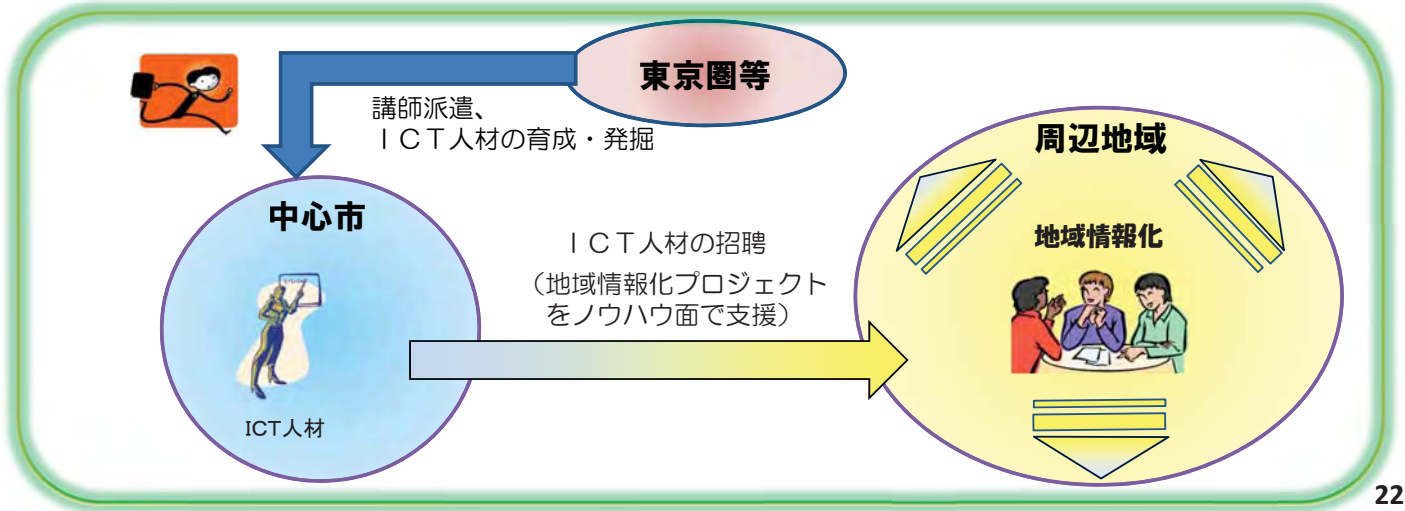 東京圏等
講師派遣、
ＩＣＴ人材の育成・発掘
中心市
ICT人材
ＩＣＴ人材の招聘
（地域情報化プロジェクト
をノウハウ面で支援）
周辺地域
地域情報化
22